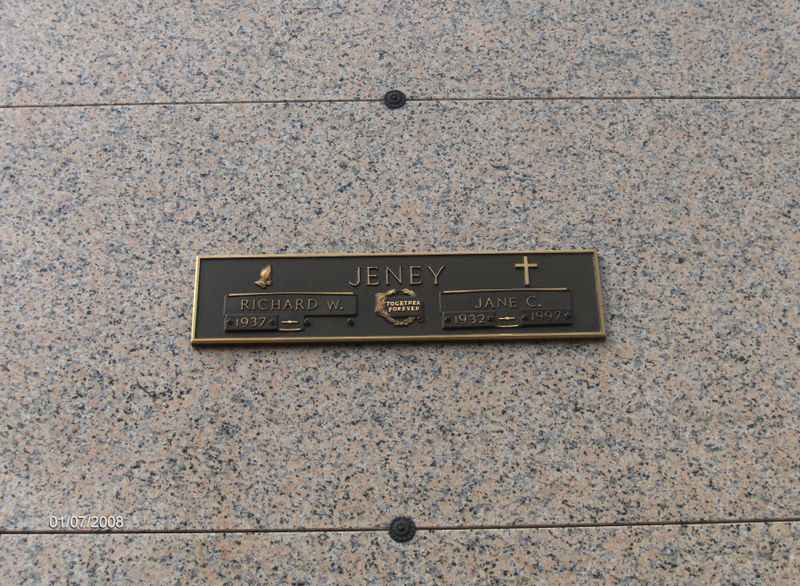 JENEY
RICHARD W.
1937
TOGETHER
FOREVER
JANE C.
1932 1997
01/07/2008